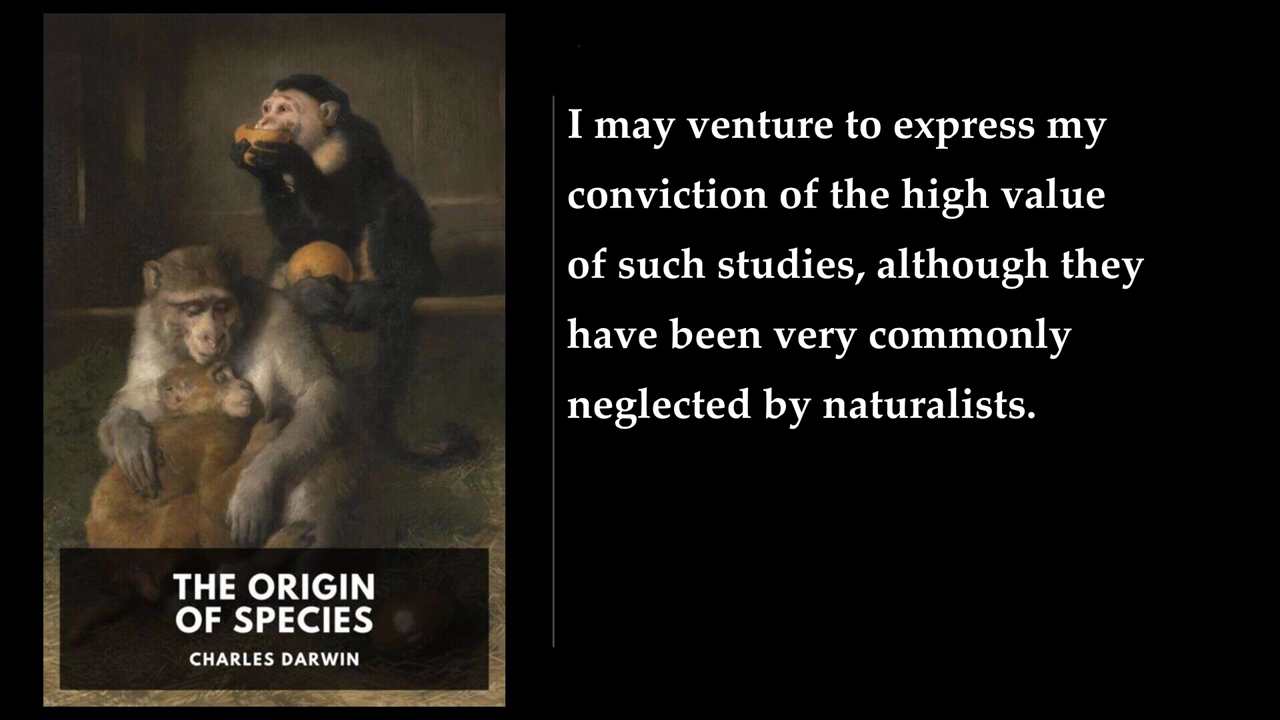 THE ORIGIN
OF SPECIES
CHARLES DARWIN
I may venture to express my
conviction of the high value
of such studies, although they
have been very commonly
neglected by naturalists.